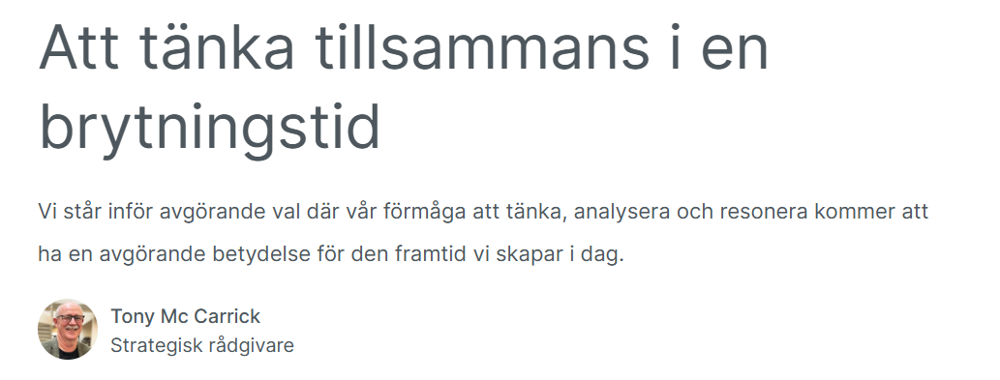 Att tänka tillsammans i en
brytningstid
Vi står inför avgörande val där vår förmåga att tänka, analysera och resonera kommer att
ha en avgörande betydelse för den framtid vi skapar i dag.
Tony Mc Carrick
Strategisk rådgivare